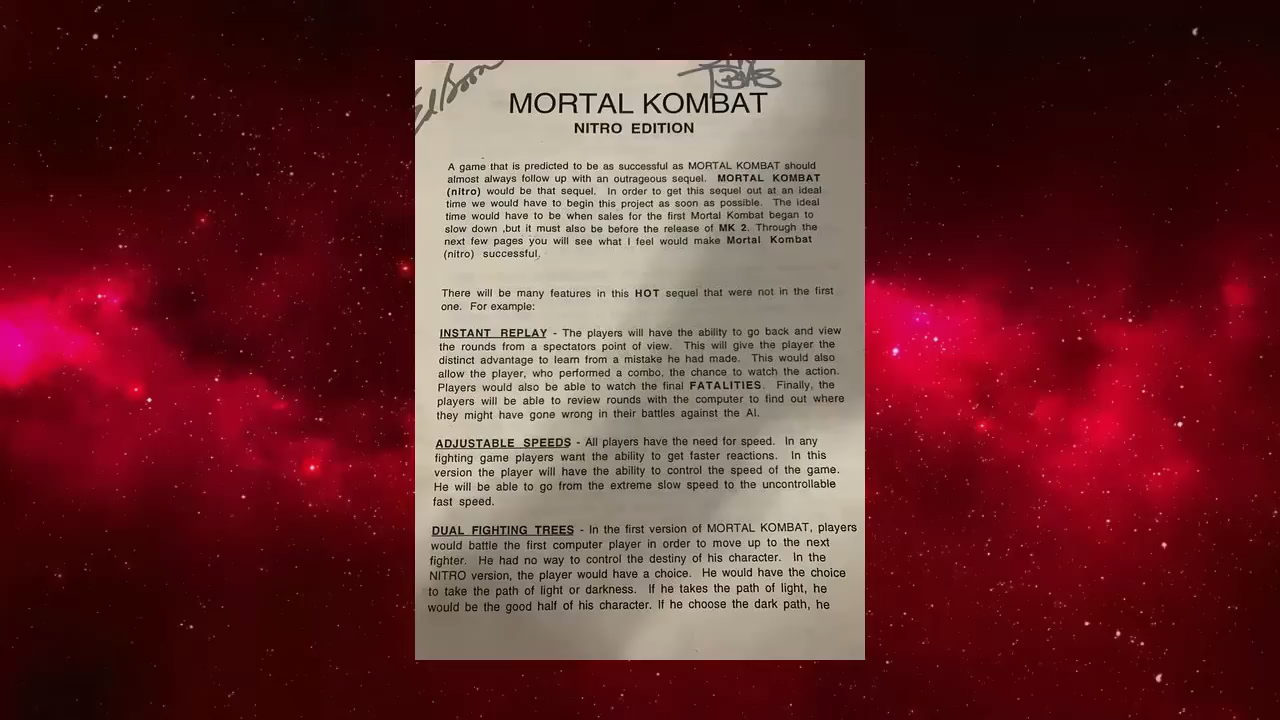 Ed Boon
TOBIAS
MORTAL KOMBAT
NITRO EDITION
A game that is predicted to be as successful as MORTAL KOMBAT should
almost always follow up with an outrageous sequel. MORTAL KOMBAT
(nitro) would be that sequel. In order to get this sequel out at an ideal
time we would have to begin this project as soon as possible. The ideal
time would have to be when sales for the first Mortal Kombat began to
slow down ,but it must also be before the release of MK 2. Through the
next few pages you will see what I feel would make Mortal Kombat
(nitro) successful.
There will be many features in this HOT sequel that were not in the first
one. For example:
INSTANT REPLAY - The players will have the ability to go back and view
the rounds from a spectators point of view. This will give the player the
distinct advantage to learn from a mistake he had made. This would also
allow the player, who performed a combo, the chance to watch the action.
Players would also be able to watch the final FATALITIES. Finally, the
players will be able to review rounds with the computer to find out where
they might have gone wrong in their battles against the AI.
ADJUSTABLE SPEEDS - All players have the need for speed. In any
fighting game players want the ability to get faster reactions. In this
version the player will have the ability to control the speed of the game.
He will be able to go from the extreme slow speed to the uncontrollable
fast speed.
DUAL FIGHTING TREES - In the first version of MORTAL KOMBAT, players
would battle the first computer player in order to move up to the next
fighter. He had no way to control the destiny of his character. In the
NITRO version, the player would have a choice. He would have the choice
to take the path of light or darkness. If he takes the path of light, he
would be the good half of his character. If he choose the dark path, he